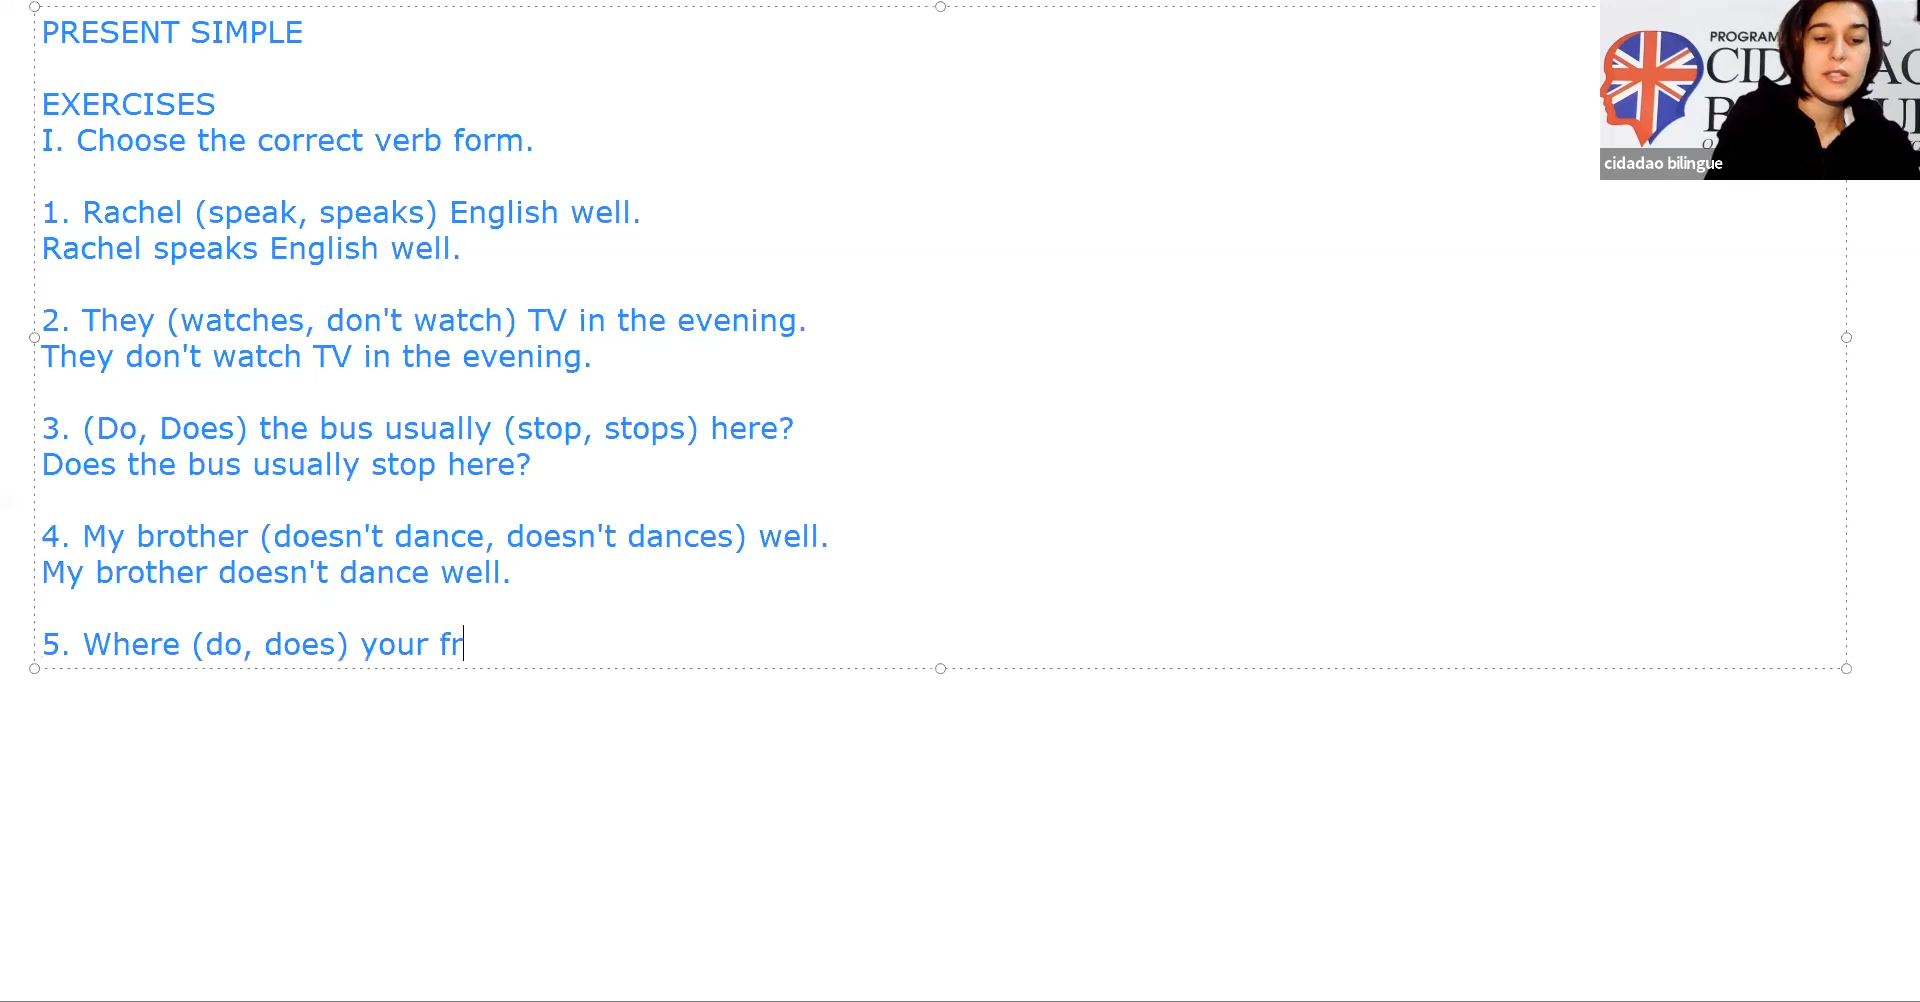 PRESENT SIMPLE
EXERCISES
I. Choose the correct verb form.
1. Rachel (speak, speaks) English well.
Rachel speaks English well.
2. They (watches, don't watch) TV in the evening.
They don't watch TV in the evening.
3. (Do, Does) the bus usually (stop, stops) here?
Does the bus usually stop here?
4. My brother (doesn't dance, doesn't dances) well.
My brother doesn't dance well.
5. Where (do, does) your fr
PROGRAM
CID ÃO
B
cidadao bilingue